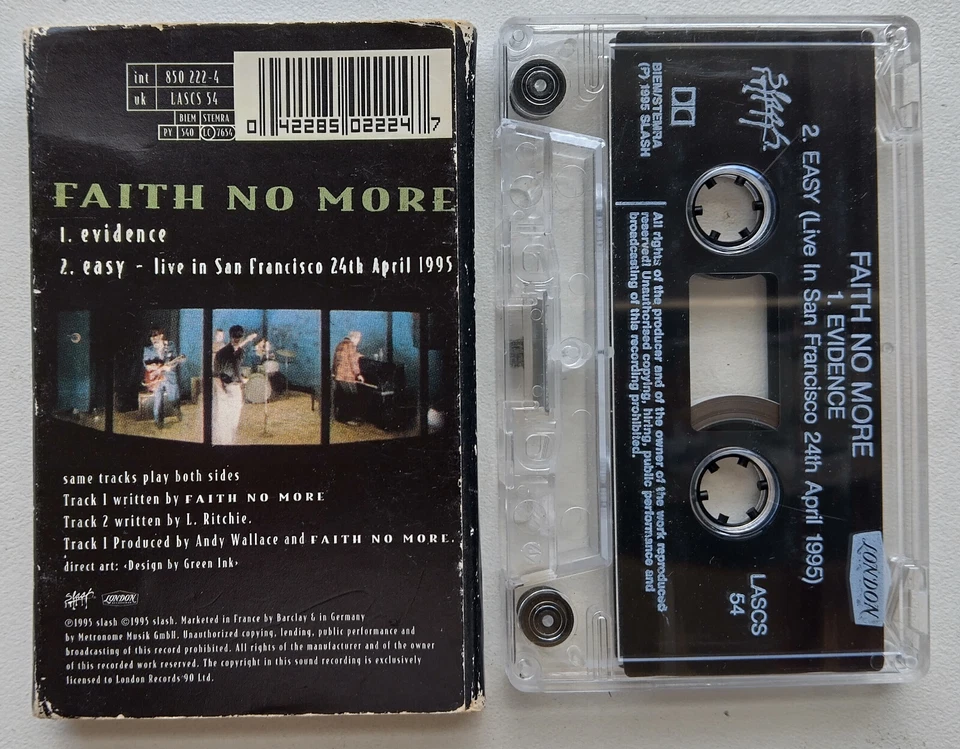 int 850 222-4
uk LASCS 54
BIEM STEMRA
PY 540 LC 7654
0 42285 02224 7
FAITH NO MORE
1. evidence
2. easy - live in San Francisco 24th April 1995
same tracks play both sides
Track 1 written by FAITH NO MORE
Track 2 written by L. Ritchie.
Track 1 Produced by Andy Wallace and FAITH NO MORE.
direct art: ‹Design by Green Ink›
slash
LONDON
℗1995 slash ©1995 slash. Marketed in France by Barclay & in Germany
by Metronome Musik GmbH. Unauthorized copying, lending, public performance and
broadcasting of this record prohibited. All rights of the manufacturer and of the owner
of this recorded work reserved. The copyright in this sound recording is exclusively
licensed to London Records 90 Ltd.
FAITH NO MORE
1. EVIDENCE
2. EASY (Live In San Francisco 24th April 1995)
slash
LONDON
LASCS
54
BIEM/STEMRA
(P) 1995 SLASH
All rights of the producer and of the owner of the work reproduced
reserved! Unauthorised copying, hiring, public performance and
broadcasting of this recording prohibited.